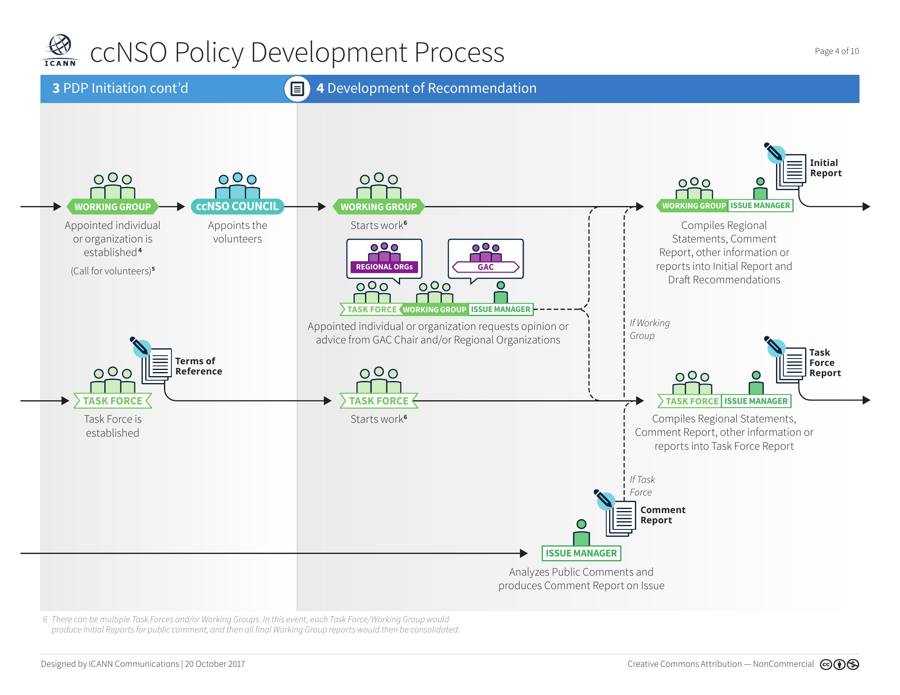 ICANN
ccNSO Policy Development Process
Page 4 of 10
3 PDP Initiation cont’d
4 Development of Recommendation
Initial
Report
WORKING GROUP
ccNSO COUNCIL
WORKING GROUP
WORKING GROUP
ISSUE MANAGER
Appointed individual
or organization is
established⁴
(Call for volunteers)⁵
Appoints the
volunteers
Starts work⁶
Compiles Regional
Statements, Comment
Report, other information or
reports into Initial Report and
Draft Recommendations
REGIONAL ORGs
GAC
TASK FORCE
WORKING GROUP
ISSUE MANAGER
Appointed individual or organization requests opinion or
advice from GAC Chair and/or Regional Organizations
If Working
Group
Terms of
Reference
Task
Force
Report
TASK FORCE
TASK FORCE
TASK FORCE
ISSUE MANAGER
Task Force is
established
Starts work⁶
Compiles Regional Statements,
Comment Report, other information or
reports into Task Force Report
If Task
Force
Comment
Report
ISSUE MANAGER
Analyzes Public Comments and
produces Comment Report on Issue
6 There can be multiple Task Forces and/or Working Groups. In this event, each Task Force/Working Group would
produce Initial Reports for public comment, and then all final Working Group reports would then be consolidated.
Designed by ICANN Communications | 20 October 2017
Creative Commons Attribution — NonCommercial